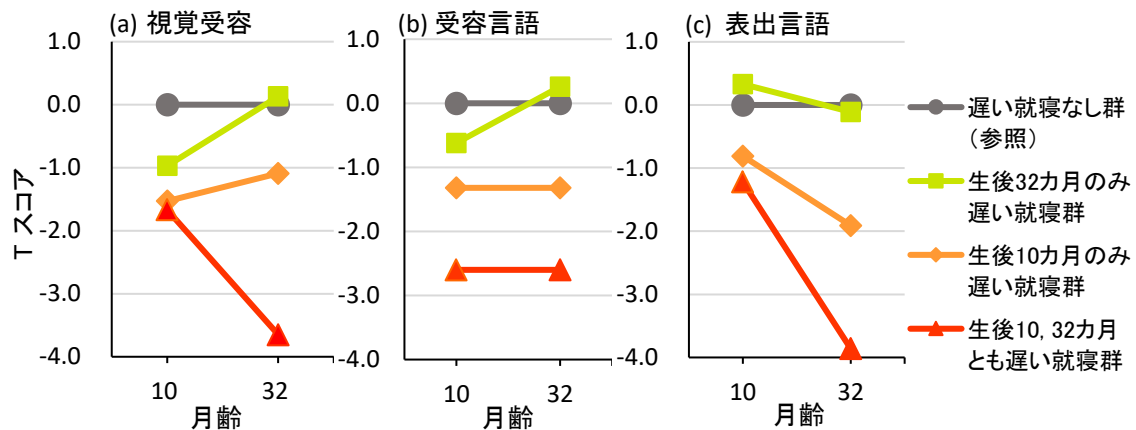 (a) 視覚受容
1.0
0.0
-1.0
-2.0
-3.0
-4.0
T スコア
10
32
月齢
(b) 受容言語
1.0
0.0
-1.0
-2.0
-3.0
-4.0
10
32
月齢
(c) 表出言語
1.0
0.0
-1.0
-2.0
-3.0
-4.0
10
32
月齢
遅い就寝なし群
(参照)
生後32カ月のみ
遅い就寝群
生後10カ月のみ
遅い就寝群
生後10, 32カ月
とも遅い就寝群